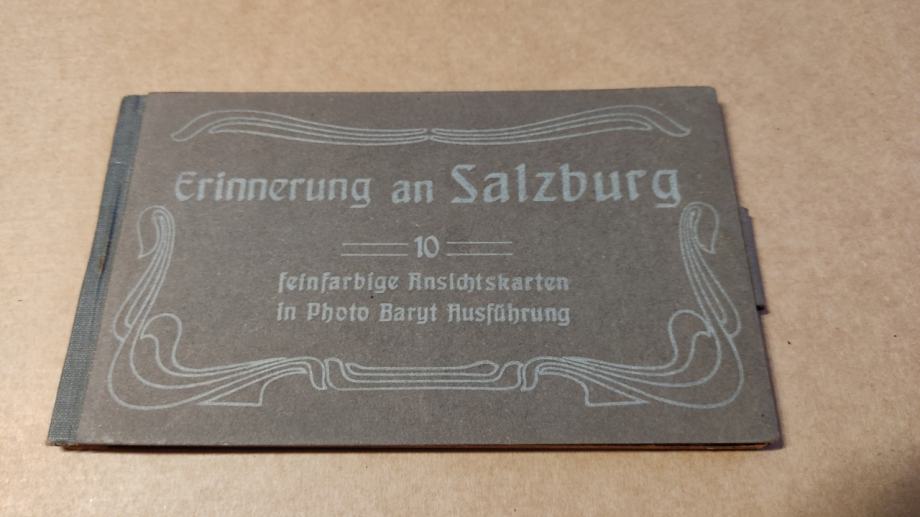 Erinnerung an Salzburg
10
feinfarbige Ansichtskarten
in Photo Baryt Ausführung